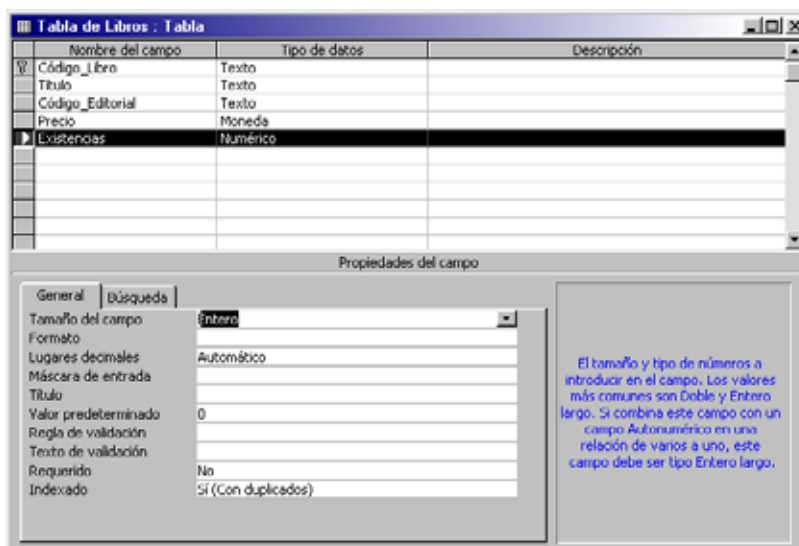 Tabla de Libros : Tabla
Nombre del campo Tipo de datos Descripción
Código_Libro Texto
Título Texto
Código_Editorial Texto
Precio Moneda
Existencias Numérico
Propiedades del campo
General Búsqueda
Tamaño del campo Entero
Formato
Lugares decimales Automático
Máscara de entrada
Título
Valor predeterminado 0
Regla de validación
Texto de validación
Requerido No
Indexado Sí (Con duplicados)
El tamaño y tipo de números a
introducir en el campo. Los valores
más comunes son Doble y Entero
largo. Si combina este campo con un
campo Autonumérico en una
relación de varios a uno, este
campo debe ser tipo Entero largo.